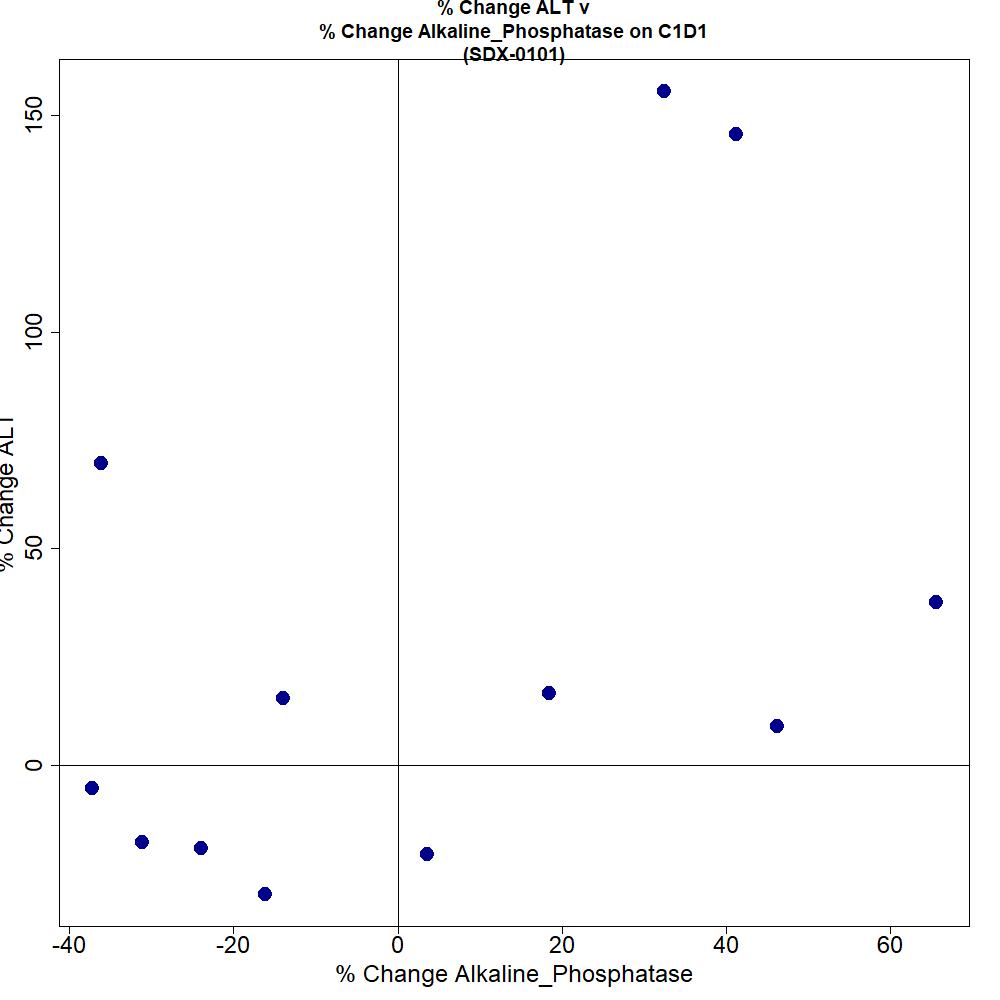 % Change ALT v
% Change Alkaline_Phosphatase on C1D1
(SDX-0101)
% Change ALT
150
100
50
0
-40 -20 0 20 40 60
% Change Alkaline_Phosphatase